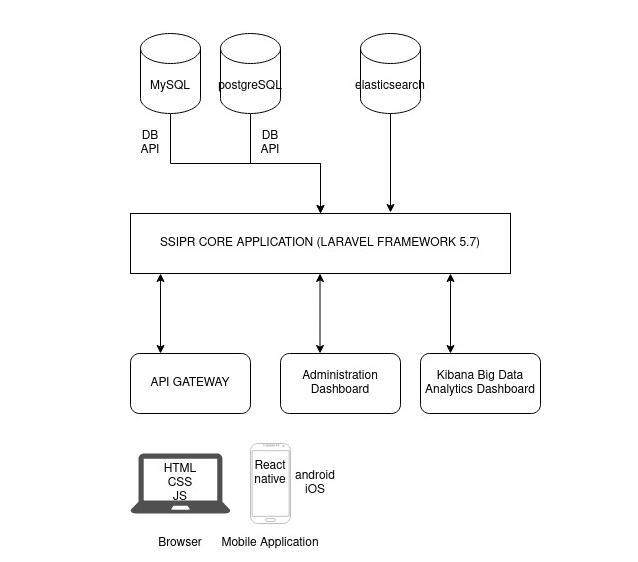 MySQL
postgreSQL
elasticsearch
DB
API
DB
API
SSIPR CORE APPLICATION (LARAVEL FRAMEWORK 5.7)
API GATEWAY
Administration
Dashboard
Kibana Big Data
Analytics Dashboard
HTML
CSS
JS
React
native
android
iOS
Browser
Mobile Application